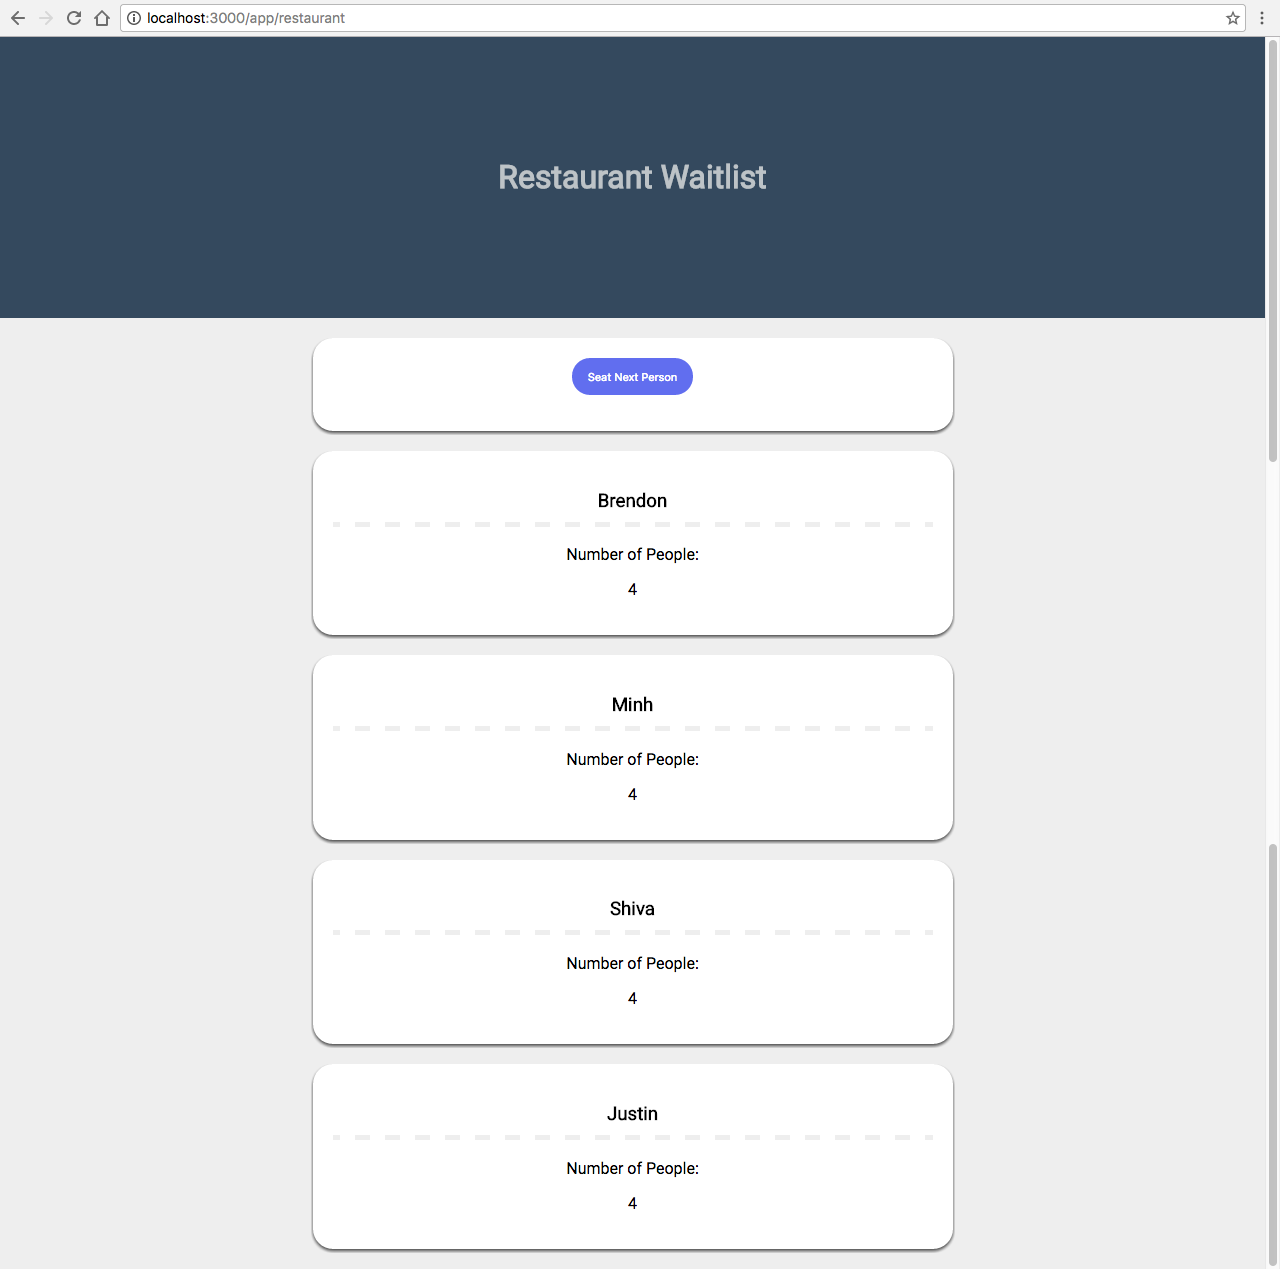 localhost:3000/app/restaurant
Restaurant Waitlist
Seat Next Person
Brendon
Number of People:
4
Minh
Number of People:
4
Shiva
Number of People:
4
Justin
Number of People:
4